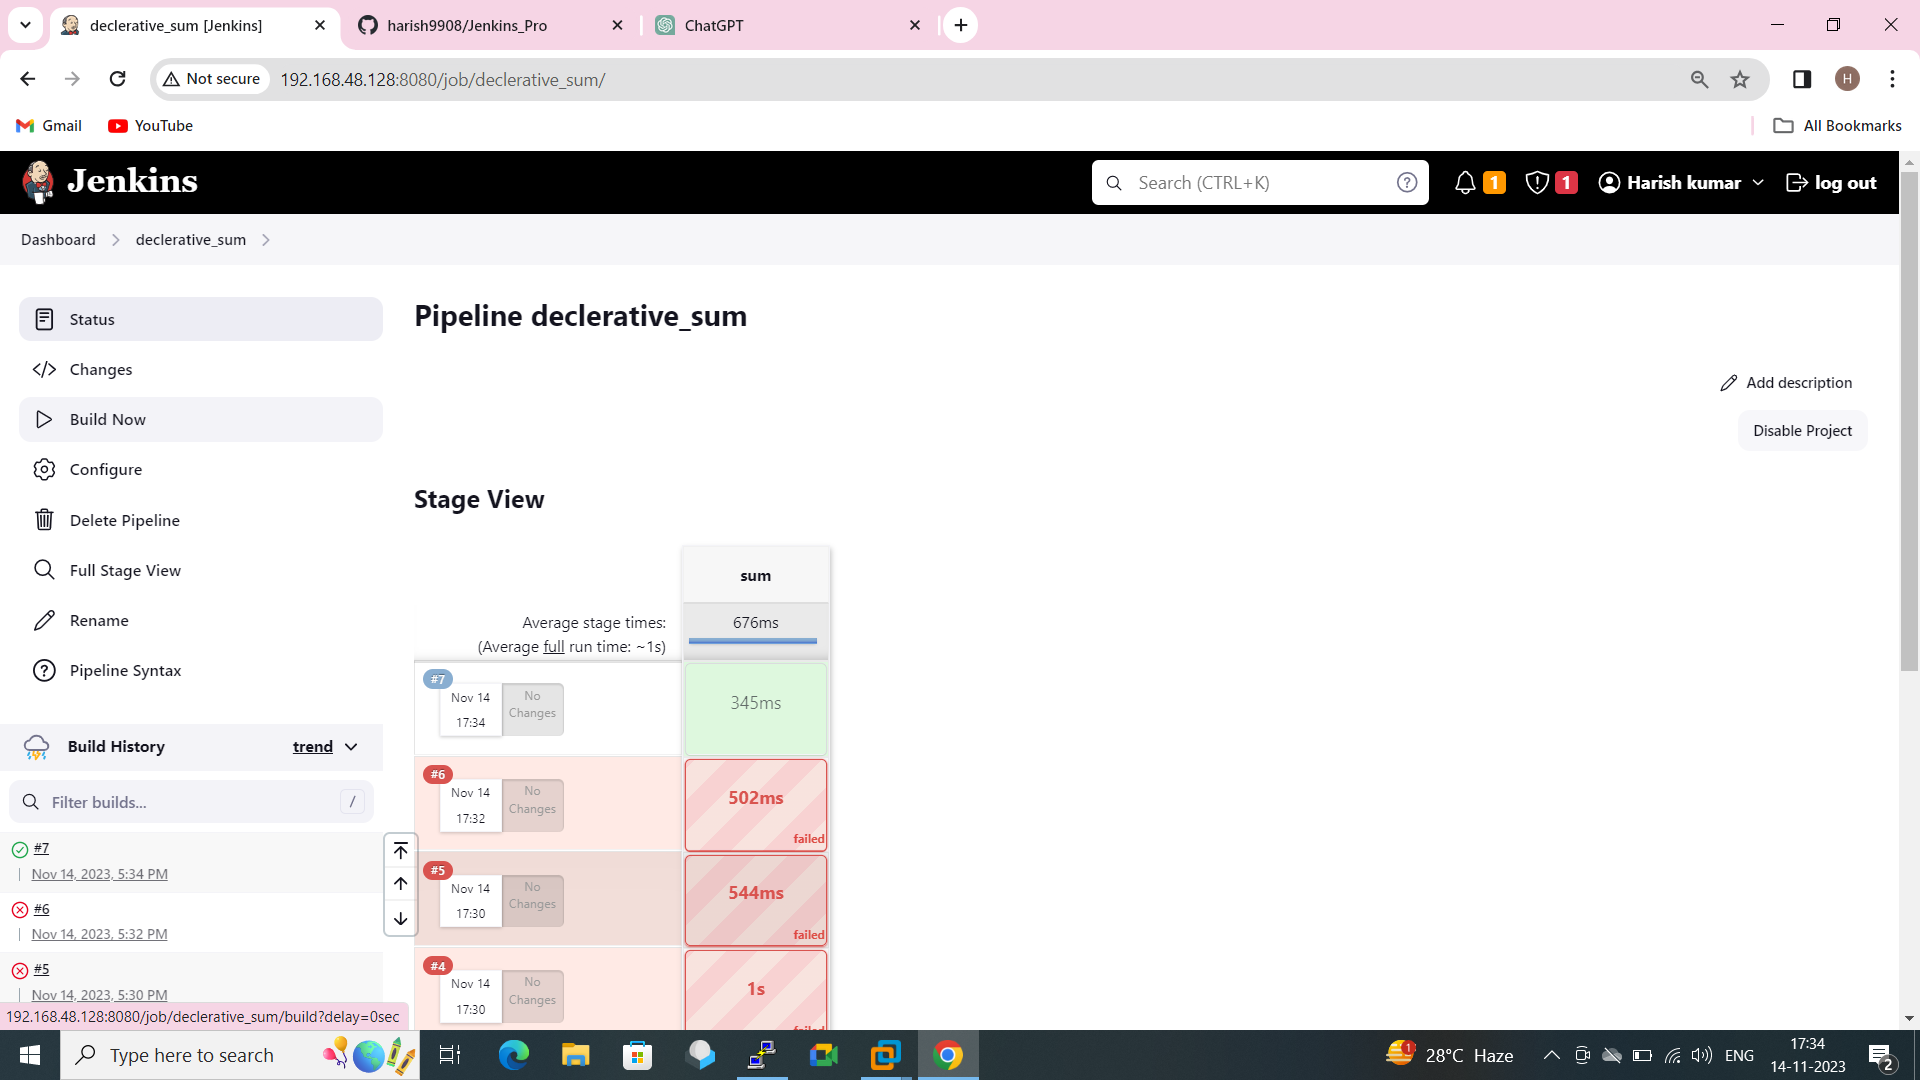 declerative_sum [Jenkins]
harish9908/Jenkins_Pro
ChatGPT
Not secure
192.168.48.128:8080/job/declerative_sum/
H
Gmail
YouTube
All Bookmarks
Jenkins
Search (CTRL+K)
?
1
1
Harish kumar
log out
Dashboard
declerative_sum
Status
Changes
Build Now
Configure
Delete Pipeline
Full Stage View
Rename
Pipeline Syntax
Build History
trend
Filter builds...
/
#7
Nov 14, 2023, 5:34 PM
#6
Nov 14, 2023, 5:32 PM
#5
Nov 14, 2023, 5:30 PM
Pipeline declerative_sum
Add description
Disable Project
Stage View
sum
Average stage times:
676ms
(Average full run time: ~1s)
#7
Nov 14
17:34
No
Changes
345ms
#6
Nov 14
17:32
No
Changes
502ms
failed
#5
Nov 14
17:30
No
Changes
544ms
failed
#4
Nov 14
17:30
No
Changes
1s
failed
192.168.48.128:8080/job/declerative_sum/build?delay=0sec
Type here to search
1
28°C Haze
ENG
17:34
14-11-2023
2